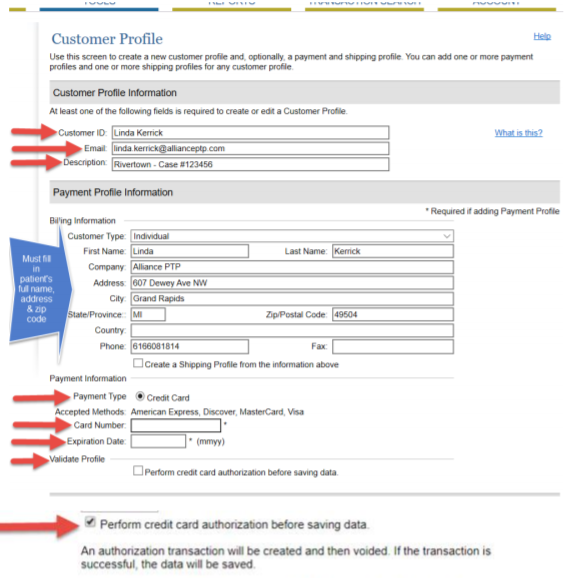 TOOLS REPORTS TRANSACTION SEARCH ACCOUNT
Customer Profile Help
Use this screen to create a new customer profile and, optionally, a payment and shipping profile. You can add one or more payment
profiles and one or more shipping profiles for any customer profile.
Customer Profile Information
At least one of the following fields is required to create or edit a Customer Profile.
Customer ID: Linda Kerrick What is this?
Email: linda.kerrick@allianceptp.com
Description: Rivertown - Case #123456
Payment Profile Information
* Required if adding Payment Profile
Billing Information
Customer Type: Individual
First Name: Linda Last Name: Kerrick
Company: Alliance PTP
Address: 607 Dewey Ave NW
City: Grand Rapids
State/Province: MI Zip/Postal Code: 49504
Country:
Phone: 6166081814 Fax:
Must fill
in
patient's
full name,
address
& zip
code
Create a Shipping Profile from the information above
Payment Information
Payment Type Credit Card
Accepted Methods: American Express, Discover, MasterCard, Visa
Card Number: *
Expiration Date: * (mmyy)
Validate Profile
Perform credit card authorization before saving data.
Perform credit card authorization before saving data.
An authorization transaction will be created and then voided. If the transaction is
successful, the data will be saved.